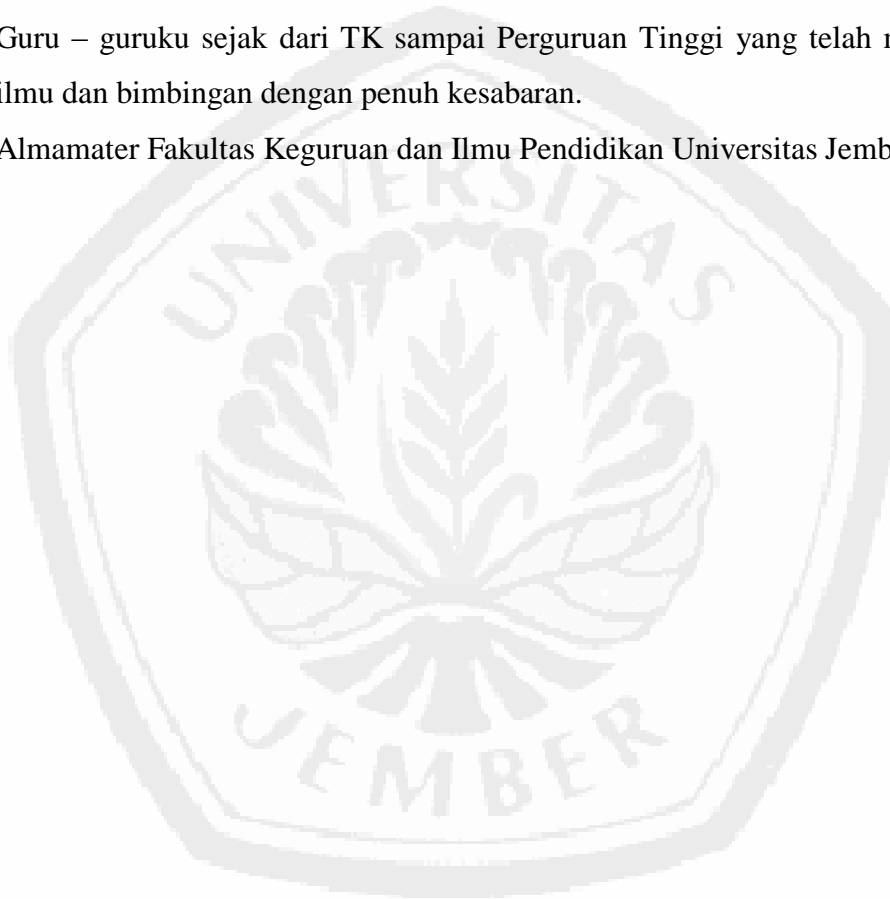 Guru – guruku sejak dari TK sampai Perguruan Tinggi yang telah
ilmu dan bimbingan dengan penuh kesabaran.
Almamater Fakultas Keguruan dan Ilmu Pendidikan Universitas
UNIVERSITAS
JEMBER